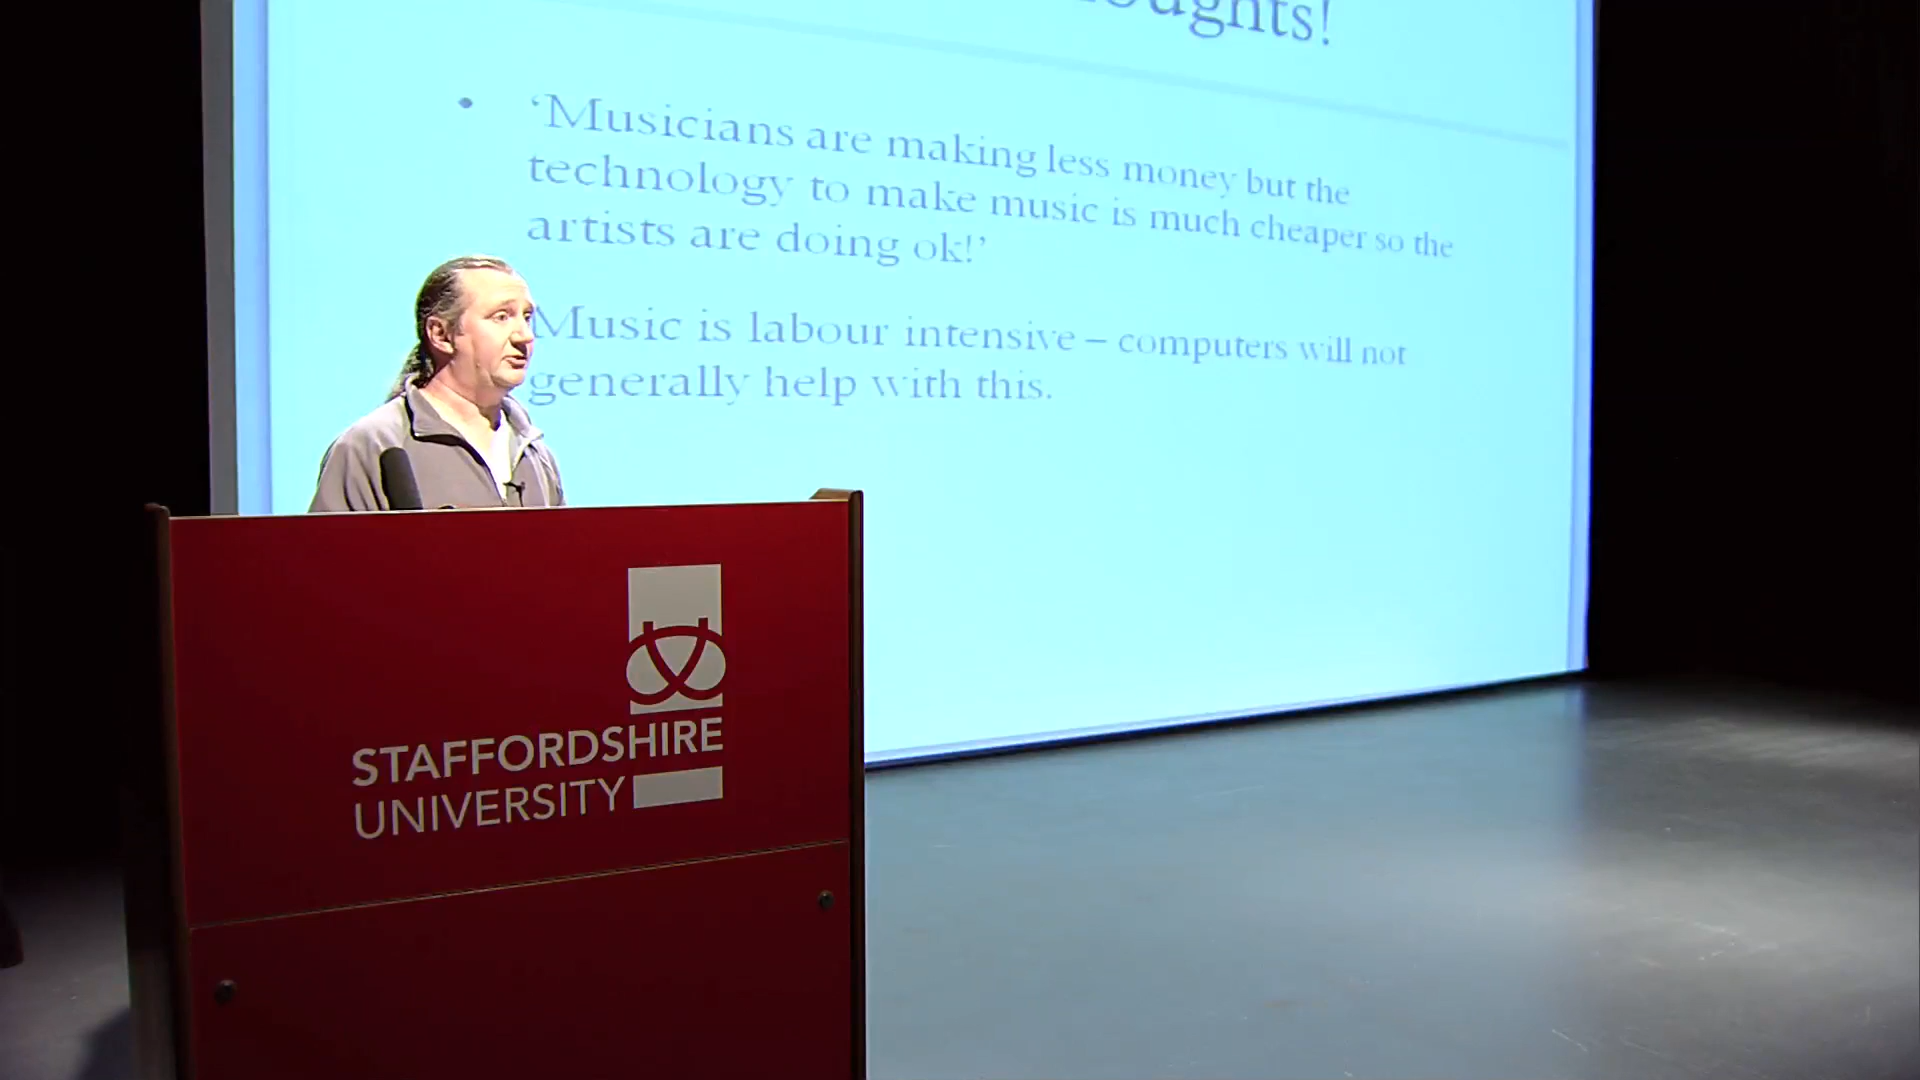 oughts!
• ‘Musicians are making less money but the
technology to make music is much cheaper so the
artists are doing ok!’
Music is labour intensive – computers will not
generally help with this.
STAFFORDSHIRE
UNIVERSITY